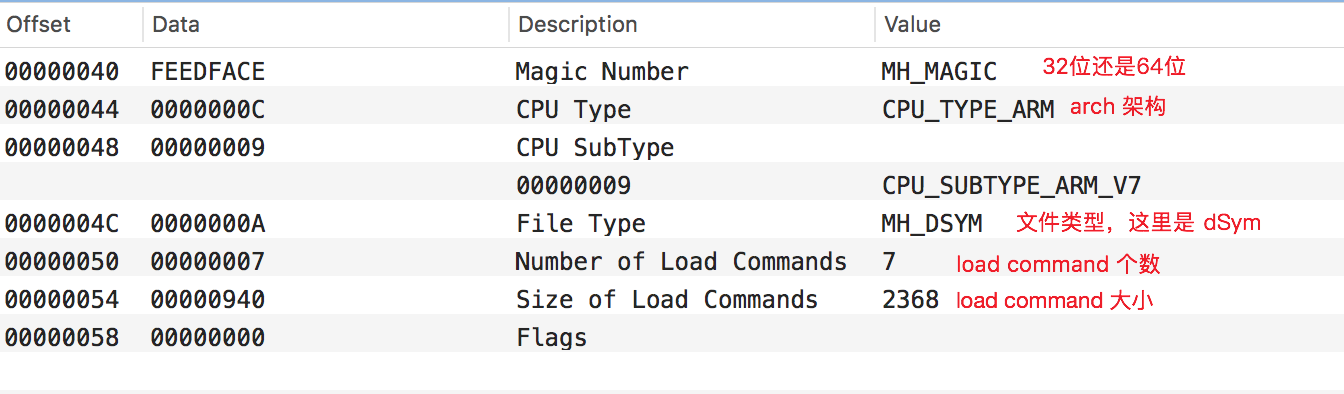 Offset Data Description Value
00000040 FEEDFACE Magic Number MH_MAGIC 32位还是64位
00000044 0000000C CPU Type CPU_TYPE_ARM arch 架构
00000048 00000009 CPU SubType
00000009 CPU_SUBTYPE_ARM_V7
0000004C 0000000A File Type MH_DSYM 文件类型，这里是 dSym
00000050 00000007 Number of Load Commands 7 load command 个数
00000054 00000940 Size of Load Commands 2368 load command 大小
00000058 00000000 Flags